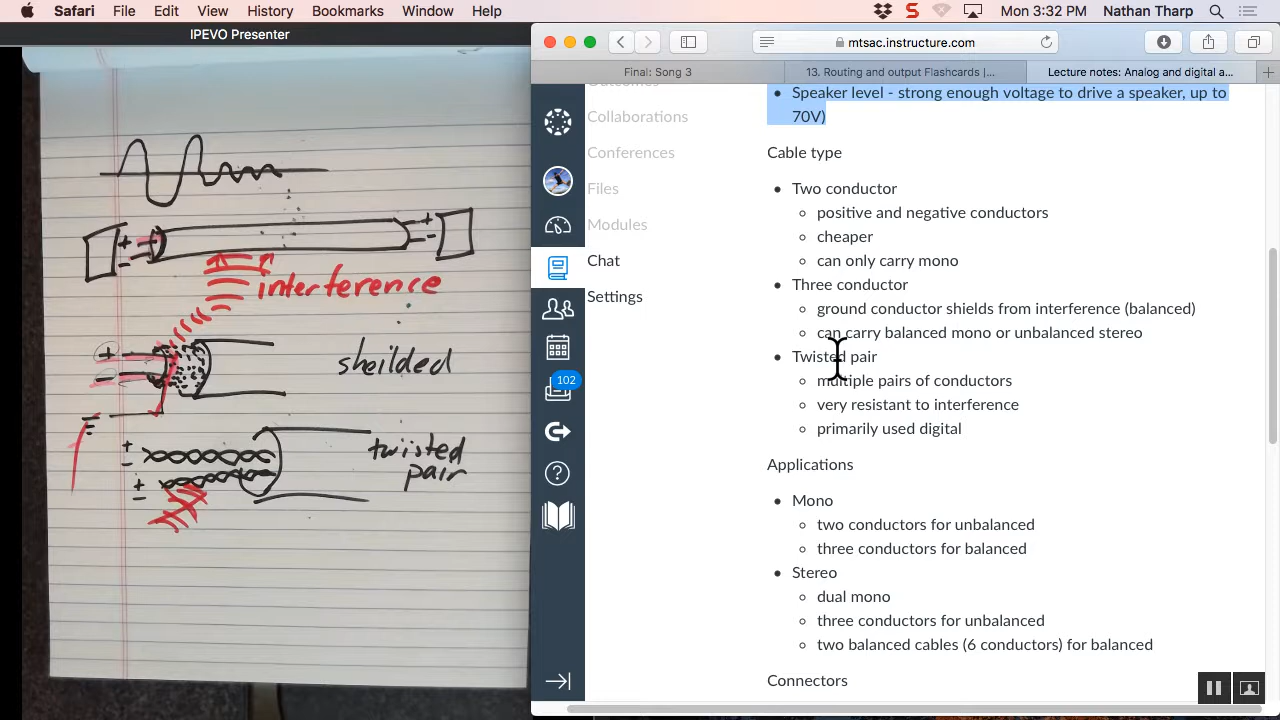 Safari File Edit View History Bookmarks Window Help Mon 3:32 PM Nathan Tharp
IPEVO Presenter
+ + 
- -
interference
+
-
sheilded
+
-
+
-
twisted
pair
mtsac.instructure.com
Final: Song 3 13. Routing and output Flashcards |... Lecture notes: Analog and digital a...
Collaborations
Conferences
Files
Modules
Chat
Settings
102
Speaker level - strong enough voltage to drive a speaker, up to
70V)
Cable type
Two conductor
positive and negative conductors
cheaper
can only carry mono
Three conductor
ground conductor shields from interference (balanced)
can carry balanced mono or unbalanced stereo
Twisted pair
multiple pairs of conductors
very resistant to interference
primarily used digital
Applications
Mono
two conductors for unbalanced
three conductors for balanced
Stereo
dual mono
three conductors for unbalanced
two balanced cables (6 conductors) for balanced
Connectors